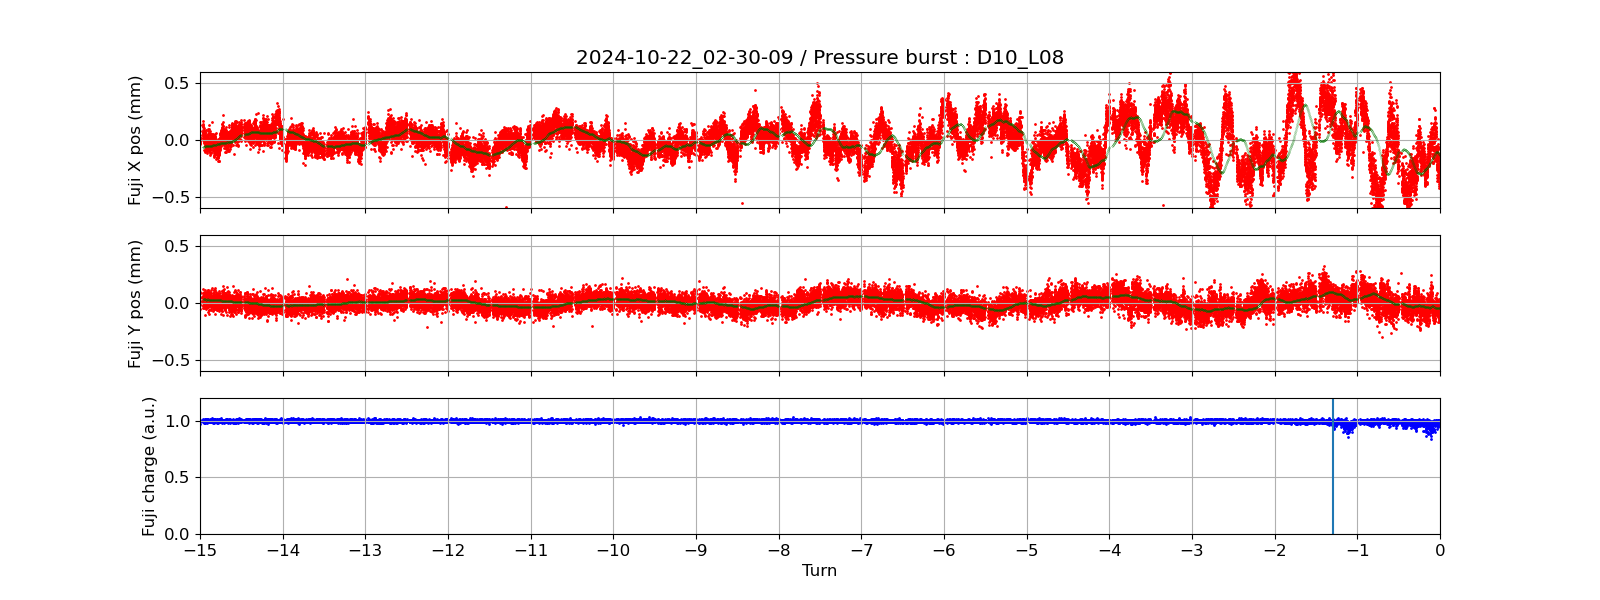 2024-10-22_02-30-09 / Pressure burst : D10_L08
Fuji X pos (mm)
0.5
0.0
−0.5
Fuji Y pos (mm)
0.5
0.0
−0.5
Fuji charge (a.u.)
1.0
0.5
0.0
−15 −14 −13 −12 −11 −10 −9 −8 −7 −6 −5 −4 −3 −2 −1 0
Turn